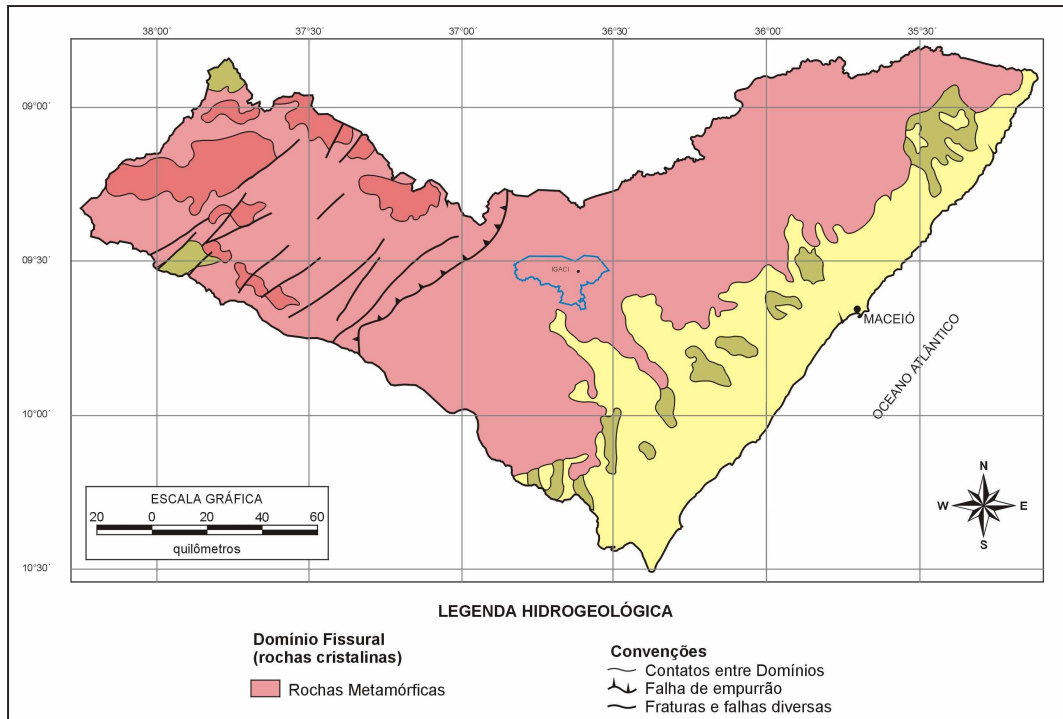 38°00´ 37°30´ 37°00´ 36°30´ 36°00´ 35°30´
09°00´
09°30´
10°00´
10°30´
IGACI
MACEIÓ
OCEANO ATLÂNTICO
N
W E
S
ESCALA GRÁFICA
20 0 20 40 60
quilômetros
LEGENDA HIDROGEOLÓGICA
Domínio Fissural
(rochas cristalinas)
Rochas Metamórficas
Convenções
Contatos entre Domínios
Falha de empurrão
Fraturas e falhas diversas